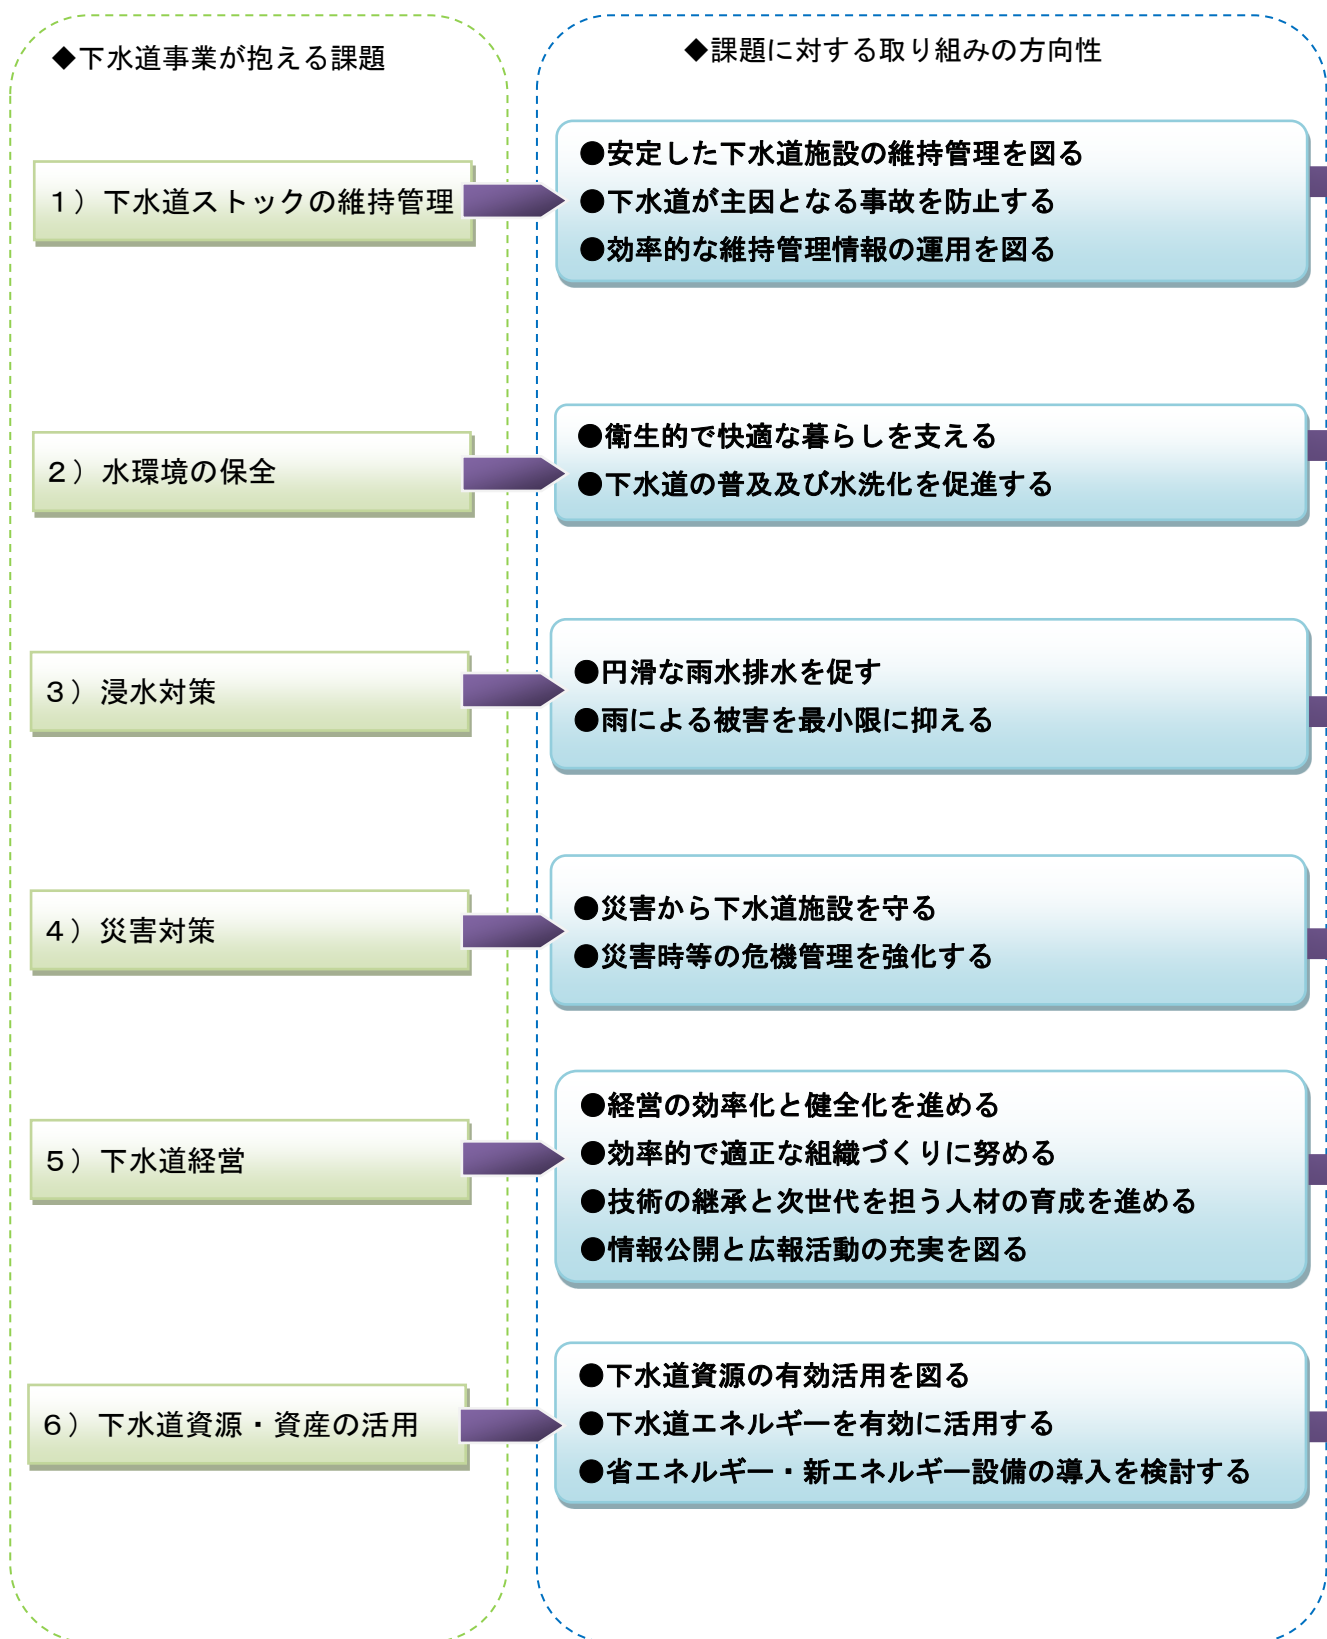 ◆下水道事業が抱える課題
◆課題に対する取り組みの方向性
１）下水道ストックの維持管理
●安定した下水道施設の維持管理を図る
●下水道が主因となる事故を防止する
●効率的な維持管理情報の運用を図る
２）水環境の保全
●衛生的で快適な暮らしを支える
●下水道の普及及び水洗化を促進する
３）浸水対策
●円滑な雨水排水を促す
●雨による被害を最小限に抑える
４）災害対策
●災害から下水道施設を守る
●災害時等の危機管理を強化する
５）下水道経営
●経営の効率化と健全化を進める
●効率的で適正な組織づくりに努める
●技術の継承と次世代を担う人材の育成を進める
●情報公開と広報活動の充実を図る
６）下水道資源・資産の活用
●下水道資源の有効活用を図る
●下水道エネルギーを有効に活用する
●省エネルギー・新エネルギー設備の導入を検討する